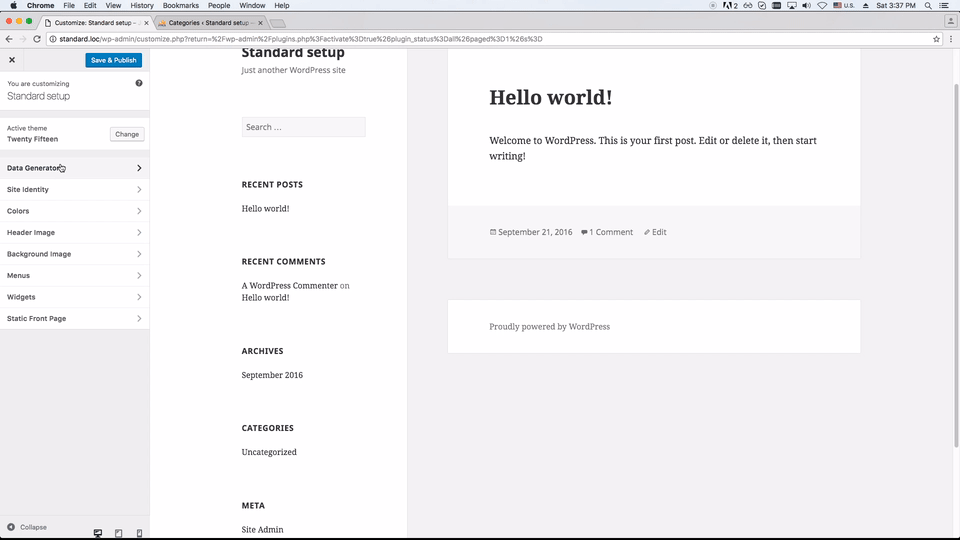 Chrome File Edit View History Bookmarks People Window Help
2
U.S.
Sat 3:37 PM
Customize: Standard setup –
Categories ‹ Standard setup —
standard.loc/wp-admin/customize.php?return=%2Fwp-admin%2Fplugins.php%3Factivate%3Dtrue%26plugin_status%3Dall%26paged%3D1%26s%3D
Save & Publish
You are customizing
Standard setup
Active theme
Twenty Fifteen
Change
Data Generator
Site Identity
Colors
Header Image
Background Image
Menus
Widgets
Static Front Page
Collapse
Standard setup
Just another WordPress site
Search ...
RECENT POSTS
Hello world!
RECENT COMMENTS
A WordPress Commenter on
Hello world!
ARCHIVES
September 2016
CATEGORIES
Uncategorized
META
Site Admin
Hello world!
Welcome to WordPress. This is your first post. Edit or delete it, then start
writing!
September 21, 2016 1 Comment Edit
Proudly powered by WordPress